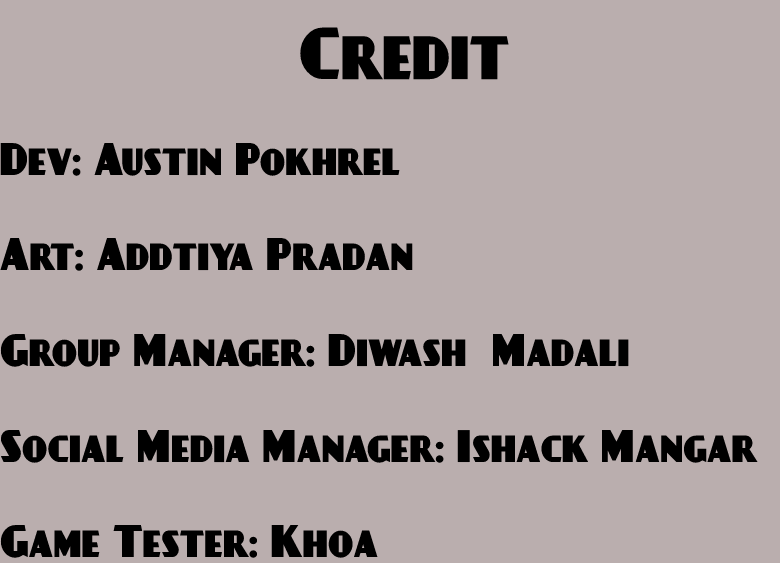 Credit
Dev: Austin Pokhrel
Art: Addtiya Pradan
Group Manager: Diwash  Madali
Social Media Manager: Ishack Mangar
Game Tester: Khoa